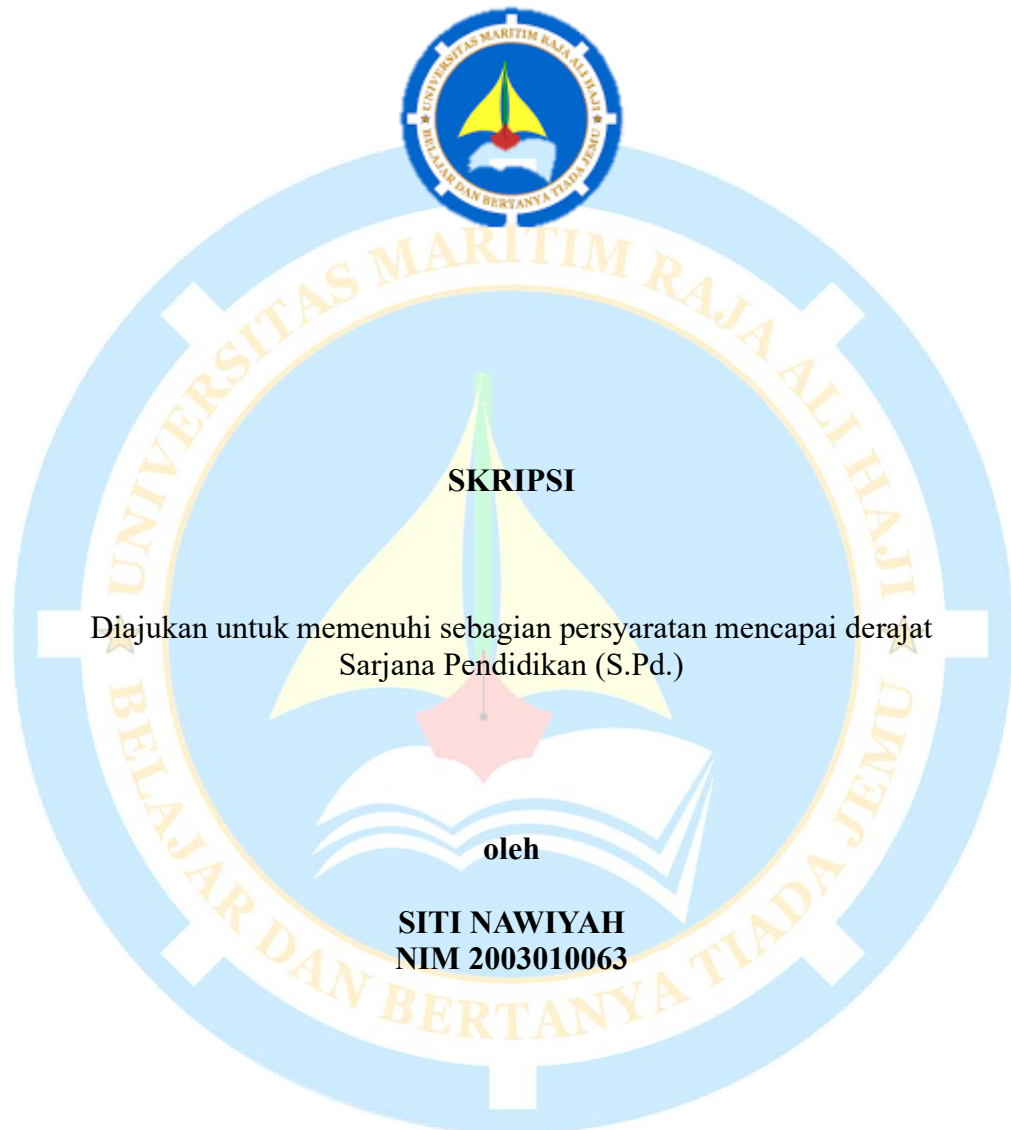 UNIVERSITAS MARITIM RAJA ALI HAJI
BELAJAR DAN BERTANYA TIADA JEMU
UNIVERSITAS MARITIM RAJA ALI HAJI
SKRIPSI
Diajukan untuk memenuhi sebagian persyaratan mencapai derajat
Sarjana Pendidikan (S.Pd.)
oleh
SITI NAWIYAH
NIM 2003010063
BELAJAR DAN BERTANYA TIADA JEMU